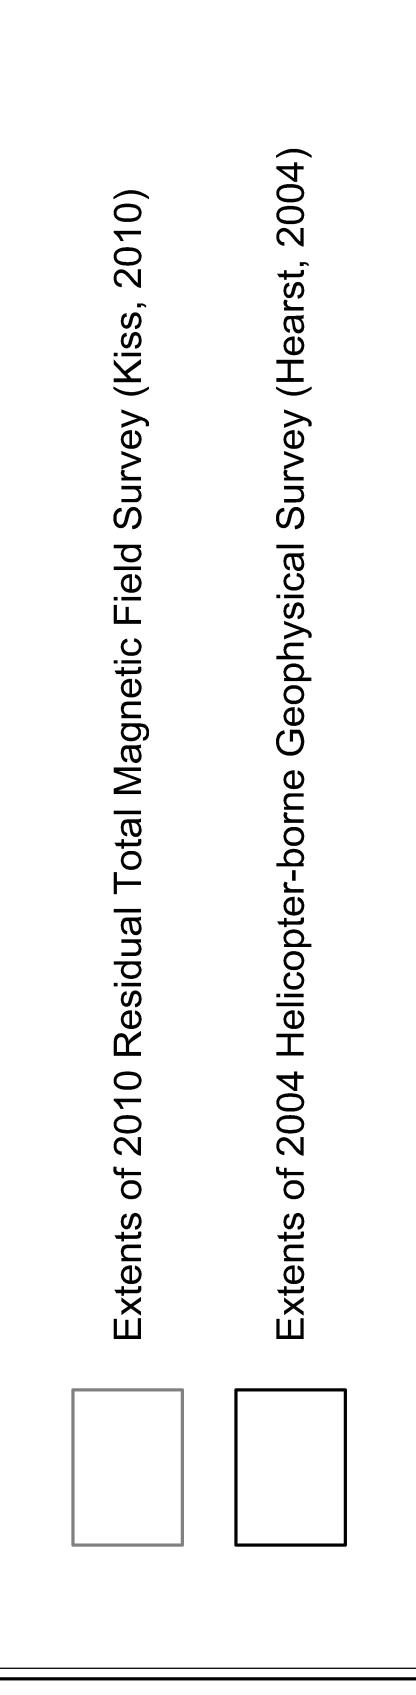 Extents of 2010 Residual Total Magnetic Field Survey (Kiss, 2010)
Extents of 2004 Helicopter-borne Geophysical Survey (Hearst, 2004)